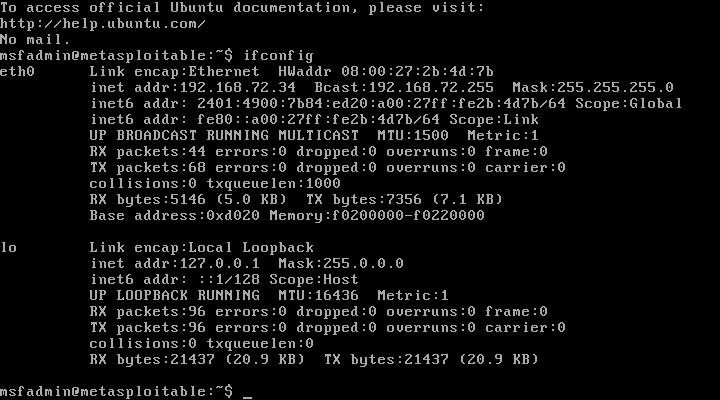 To access official Ubuntu documentation, please visit:
http://help.ubuntu.com/
No mail.
msfadmin@metasploitable:~$ ifconfig
eth0      Link encap:Ethernet  HWaddr 08:00:27:2b:4d:7b
          inet addr:192.168.72.34  Bcast:192.168.72.255  Mask:255.255.255.0
          inet6 addr: 2401:4900:7b84:ed20:a00:27ff:fe2b:4d7b/64 Scope:Global
          inet6 addr: fe80::a00:27ff:fe2b:4d7b/64 Scope:Link
          UP BROADCAST RUNNING MULTICAST  MTU:1500  Metric:1
          RX packets:44 errors:0 dropped:0 overruns:0 frame:0
          TX packets:68 errors:0 dropped:0 overruns:0 carrier:0
          collisions:0 txqueuelen:1000
          RX bytes:5146 (5.0 KB)  TX bytes:7356 (7.1 KB)
          Base address:0xd020 Memory:f0200000-f0220000

lo        Link encap:Local Loopback
          inet addr:127.0.0.1  Mask:255.0.0.0
          inet6 addr: ::1/128 Scope:Host
          UP LOOPBACK RUNNING  MTU:16436  Metric:1
          RX packets:96 errors:0 dropped:0 overruns:0 frame:0
          TX packets:96 errors:0 dropped:0 overruns:0 carrier:0
          collisions:0 txqueuelen:0
          RX bytes:21437 (20.9 KB)  TX bytes:21437 (20.9 KB)

msfadmin@metasploitable:~$ _